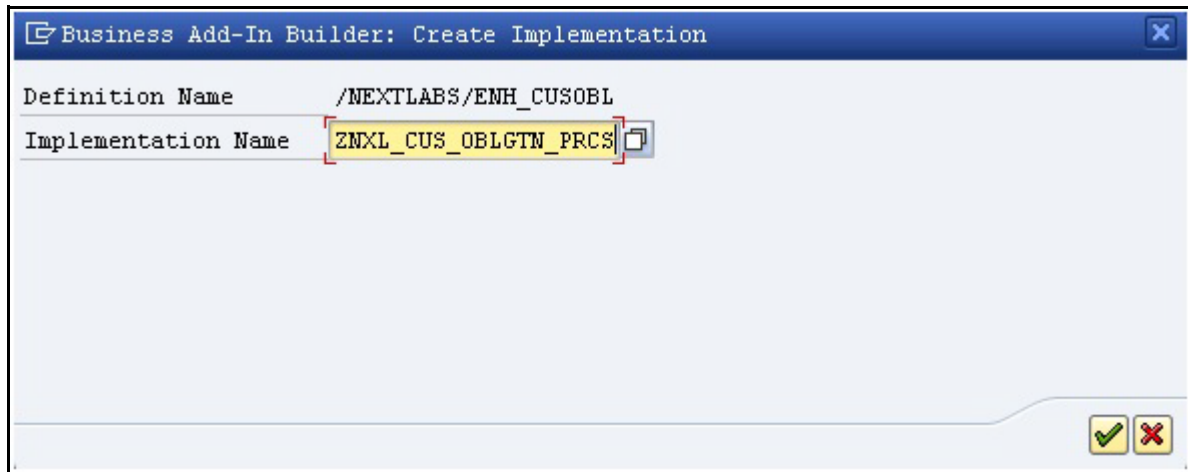 Business Add-In Builder: Create Implementation
Definition Name /NEXTLABS/ENH_CUSOBL
Implementation Name ZNXL_CUS_OBLGTN_PRCS